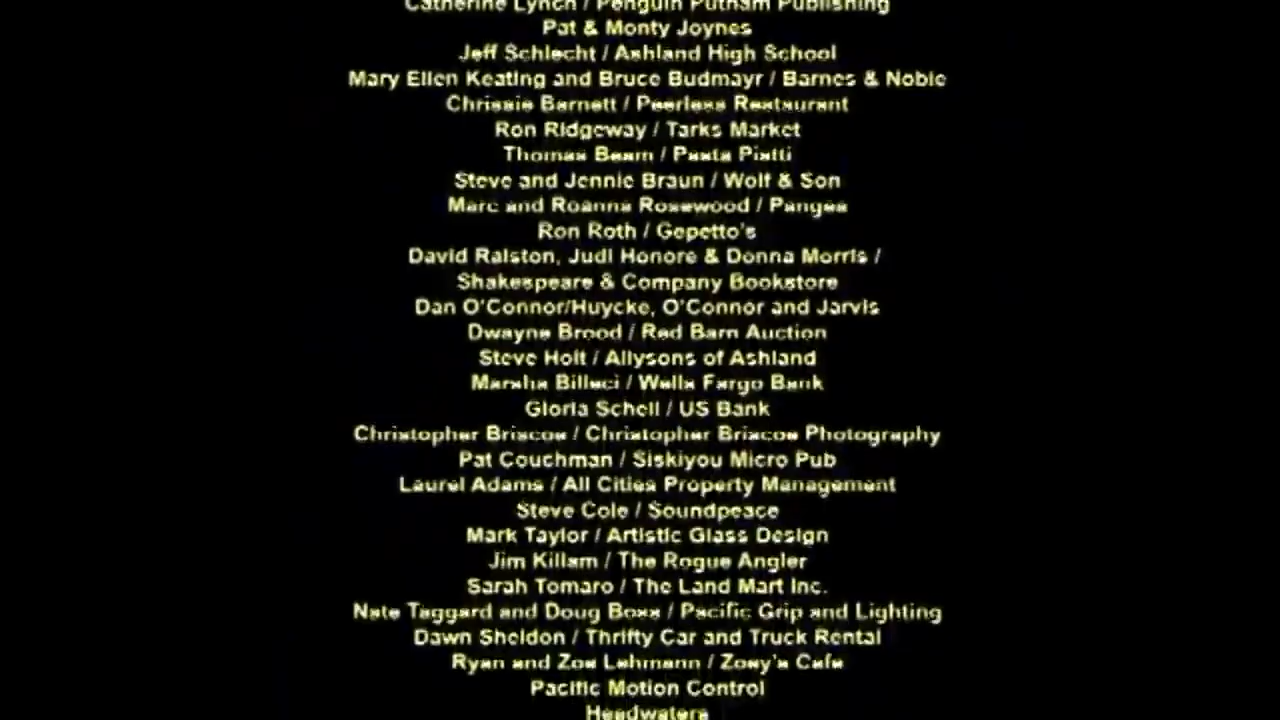 Catherine Lynch / Penguin Putnam Publishing
Pat & Monty Joynes
Jeff Schlecht / Ashland High School
Mary Ellen Keating and Bruce Budmayr / Barnes & Noble
Chrissie Barnett / Peerless Restaurant
Ron Ridgeway / Tarks Market
Thomas Beam / Pasta Piatti
Steve and Jennie Braun / Wolf & Son
Marc and Roanna Rosewood / Pangea
Ron Roth / Gepetto's
David Ralston, Judi Honore & Donna Morris /
Shakespeare & Company Bookstore
Dan O'Connor/Huycke, O'Connor and Jarvis
Dwayne Brood / Red Barn Auction
Steve Holt / Allysons of Ashland
Marsha Billeci / Wells Fargo Bank
Gloria Schell / US Bank
Christopher Briscoe / Christopher Briscoe Photography
Pat Couchman / Siskiyou Micro Pub
Laurel Adams / All Cities Property Management
Steve Cole / Soundpeace
Mark Taylor / Artistic Glass Design
Jim Killam / The Rogue Angler
Sarah Tomaro / The Land Mart Inc.
Nate Taggard and Doug Boss / Pacific Grip and Lighting
Dawn Sheldon / Thrifty Car and Truck Rental
Ryan and Zoe Lehmann / Zoey's Cafe
Pacific Motion Control
Headwaters